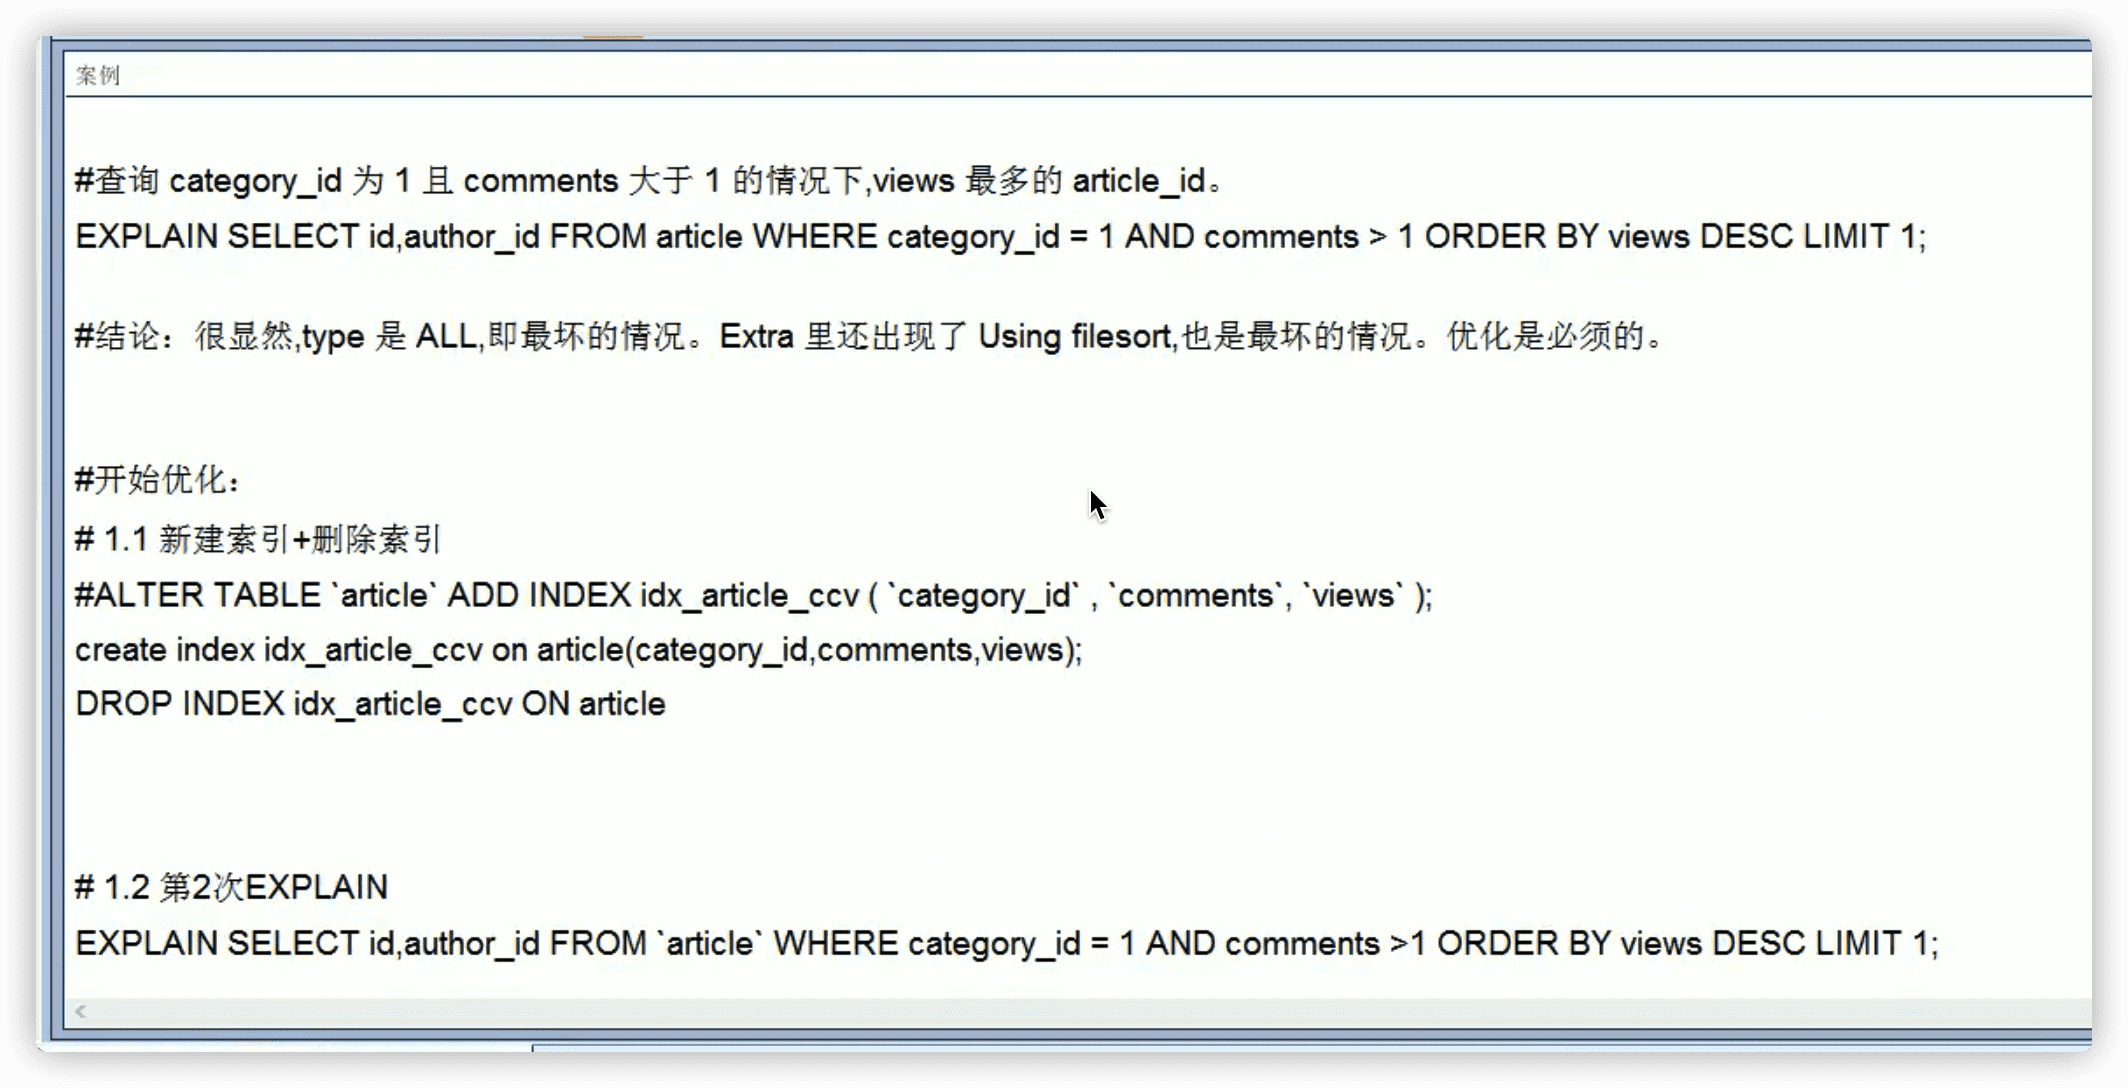 案例
#查询 category_id 为 1 且 comments 大于 1 的情况下,views 最多的 article_id。
EXPLAIN SELECT id,author_id FROM article WHERE category_id = 1 AND comments > 1 ORDER BY views DESC LIMIT 1;
#结论：很显然,type 是 ALL,即最坏的情况。Extra 里还出现了 Using filesort,也是最坏的情况。优化是必须的。
#开始优化：
# 1.1 新建索引+删除索引
#ALTER TABLE `article` ADD INDEX idx_article_ccv ( `category_id` , `comments`, `views` );
create index idx_article_ccv on article(category_id,comments,views);
DROP INDEX idx_article_ccv ON article
# 1.2 第2次EXPLAIN
EXPLAIN SELECT id,author_id FROM `article` WHERE category_id = 1 AND comments >1 ORDER BY views DESC LIMIT 1;